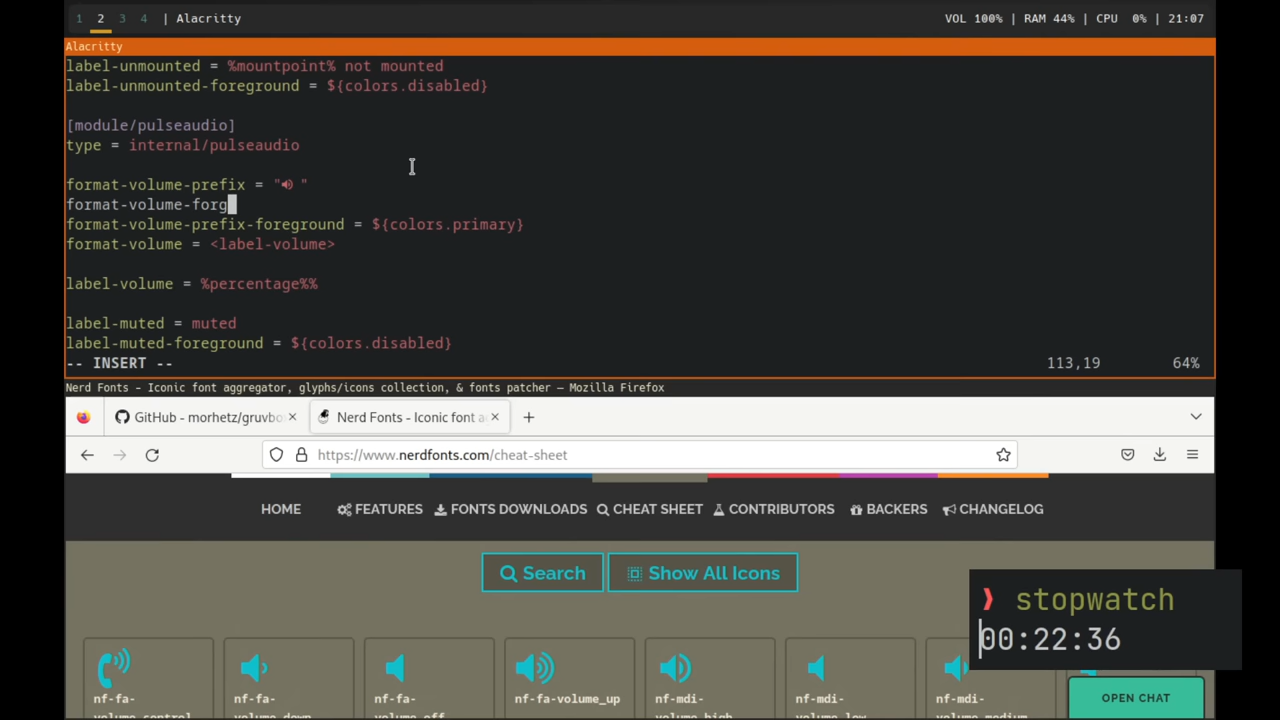 1 2 3 4 | Alacritty VOL 100% | RAM 44% | CPU 0% | 21:07
Alacritty
label-unmounted = %mountpoint% not mounted
label-unmounted-foreground = ${colors.disabled}
[module/pulseaudio]
type = internal/pulseaudio
format-volume-prefix = " "
format-volume-forg
format-volume-prefix-foreground = ${colors.primary}
format-volume = <label-volume>
label-volume = %percentage%%
label-muted = muted
label-muted-foreground = ${colors.disabled}
-- INSERT -- 113,19 64%
Nerd Fonts - Iconic font aggregator, glyphs/icons collection, & fonts patcher — Mozilla Firefox
GitHub - morhetz/gruvbo Nerd Fonts - Iconic font a
https://www.nerdfonts.com/cheat-sheet
HOME FEATURES FONTS DOWNLOADS CHEAT SHEET CONTRIBUTORS BACKERS CHANGELOG
Search Show All Icons
❫ stopwatch
00:22:36
nf-fa- nf-fa- nf-fa- nf-fa-volume_up nf-mdi- nf-mdi- nf-mdi-
volume_control volume_down volume_off volume_high volume_low volume_medium
OPEN CHAT